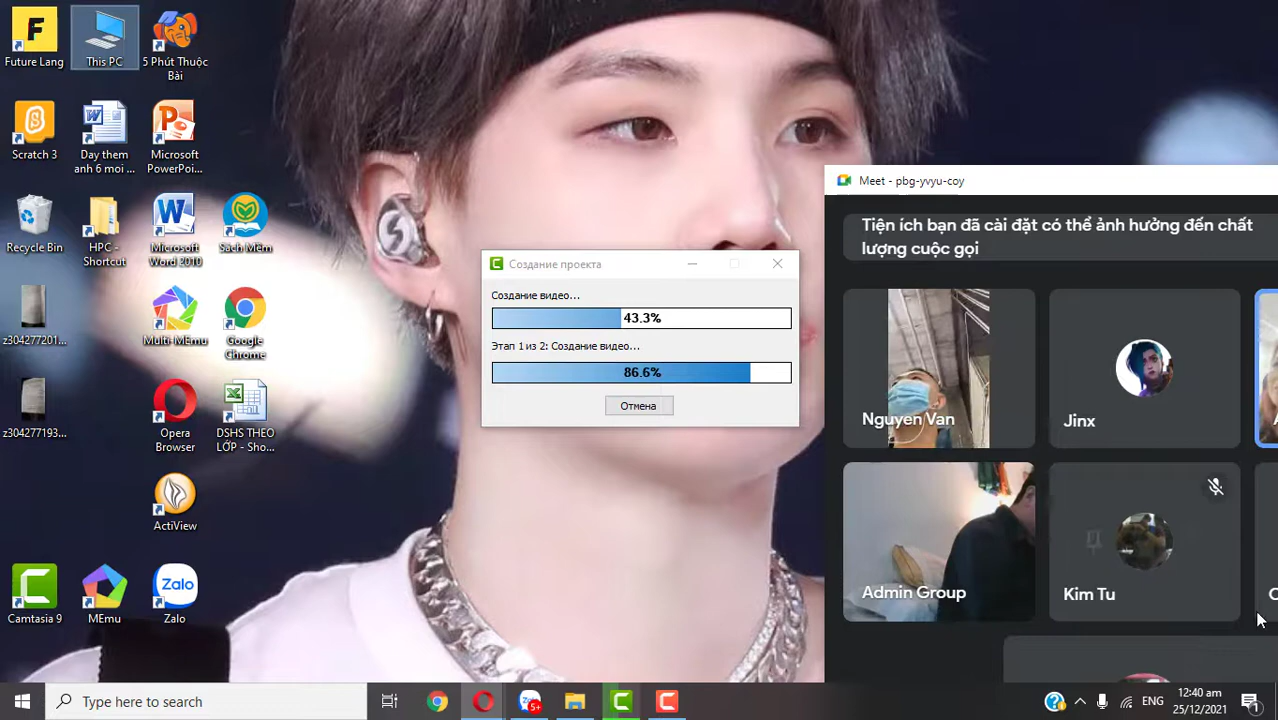 Future Lang
This PC
5 Phút Thuộc
Bài
Scratch 3
Day them
anh 6 moi ...
Microsoft
PowerPoi...
Recycle Bin
HPC -
Shortcut
Microsoft
Word 2010
Sách Mềm
z304277201...
Multi-MEmu
Google
Chrome
z304277193...
Opera
Browser
DSHS THEO
LỚP - Sho...
ActiView
Camtasia 9
MEmu
Zalo
Zalo
Создание проекта
Создание видео...
43.3%
Этап 1 из 2: Создание видео...
86.6%
Отмена
Meet - pbg-yvyu-coy
Tiện ích bạn đã cài đặt có thể ảnh hưởng đến chất
lượng cuộc gọi
Nguyen Van
Jinx
Admin Group
Kim Tu
Type here to search
Zalo
5+
ENG
12:40 am
25/12/2021
1